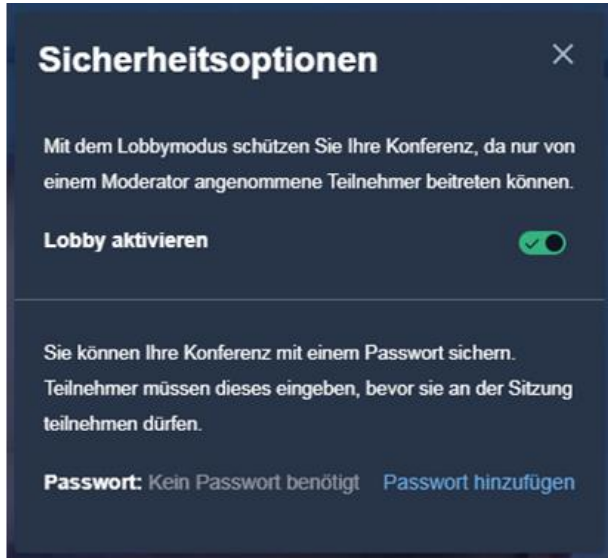 Sicherheitsoptionen
Mit dem Lobbymodus schützen Sie Ihre Konferenz, da nur von
einem Moderator angenommene Teilnehmer beitreten können.
Lobby aktivieren
Sie können Ihre Konferenz mit einem Passwort sichern.
Teilnehmer müssen dieses eingeben, bevor sie an der Sitzung
teilnehmen dürfen.
Passwort: Kein Passwort benötigt Passwort hinzufügen